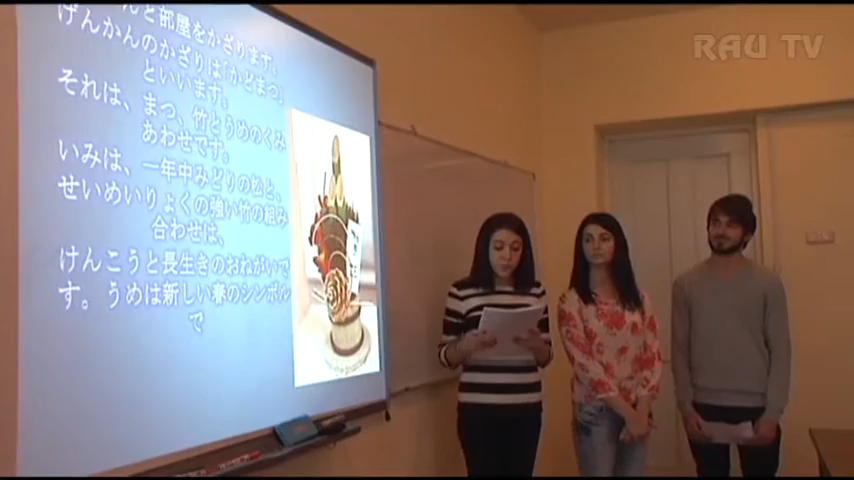 RAU TV
んと部屋をかざります。
げんかんのかざりは「かどまつ」
といいます。
それは、まつ、竹とうめのくみ
あわせです。
いみは、一年中みどりの松と、
せいめいりょくの強い竹の組み
合わせは、
けんこうと長生きのおねがいで
す。うめは新しい春のシンボル
で